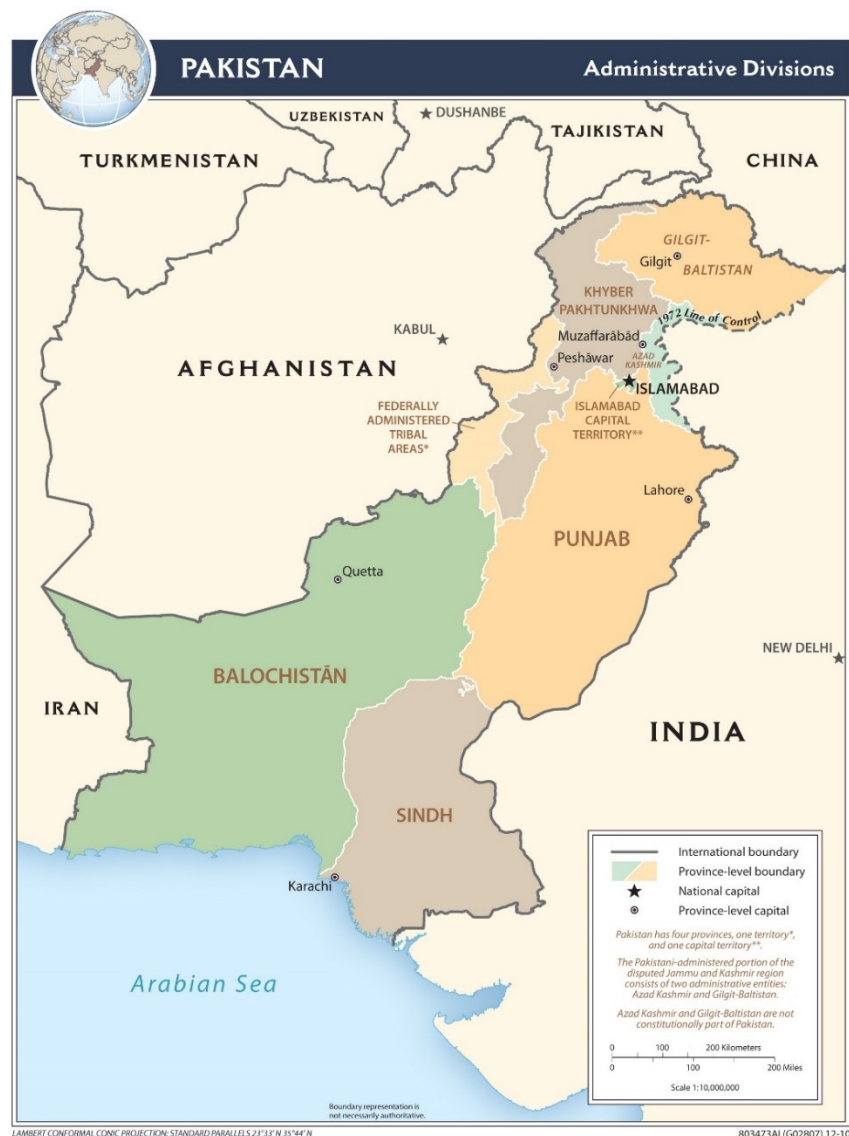 PAKISTAN
Administrative Divisions
UZBEKISTAN
DUSHANBE
TAJIKISTAN
TURKMENISTAN
CHINA
GILGIT-
BALTISTAN
Gilgit
KHYBER
PAKHTUNKHWA
1972 Line of Control
Muzaffarābād
KABUL
AZAD
KASHMIR
Peshāwar
AFGHANISTAN
ISLAMABAD
FEDERALLY
ADMINISTERED
TRIBAL
AREAS*
ISLAMABAD
CAPITAL
TERRITORY**
Lahore
PUNJAB
Quetta
NEW DELHI
BALOCHISTĀN
IRAN
INDIA
SINDH
Karachi
Arabian Sea
International boundary
Province-level boundary
National capital
Province-level capital
Pakistan has four provinces, one territory*,
and one capital territory**.
The Pakistani-administered portion of the
disputed Jammu and Kashmir region
consists of two administrative entities:
Azad Kashmir and Gilgit-Baltistan.
Azad Kashmir and Gilgit-Baltistan are not
constitutionally part of Pakistan.
0 100 200 Kilometers
0 100 200 Miles
Scale 1:10,000,000
Boundary representation is
not necessarily authoritative.
LAMBERT CONFORMAL CONIC PROJECTION: STANDARD PARALLELS 23°33' N 35°44' N
803473AI (G02807) 12-10